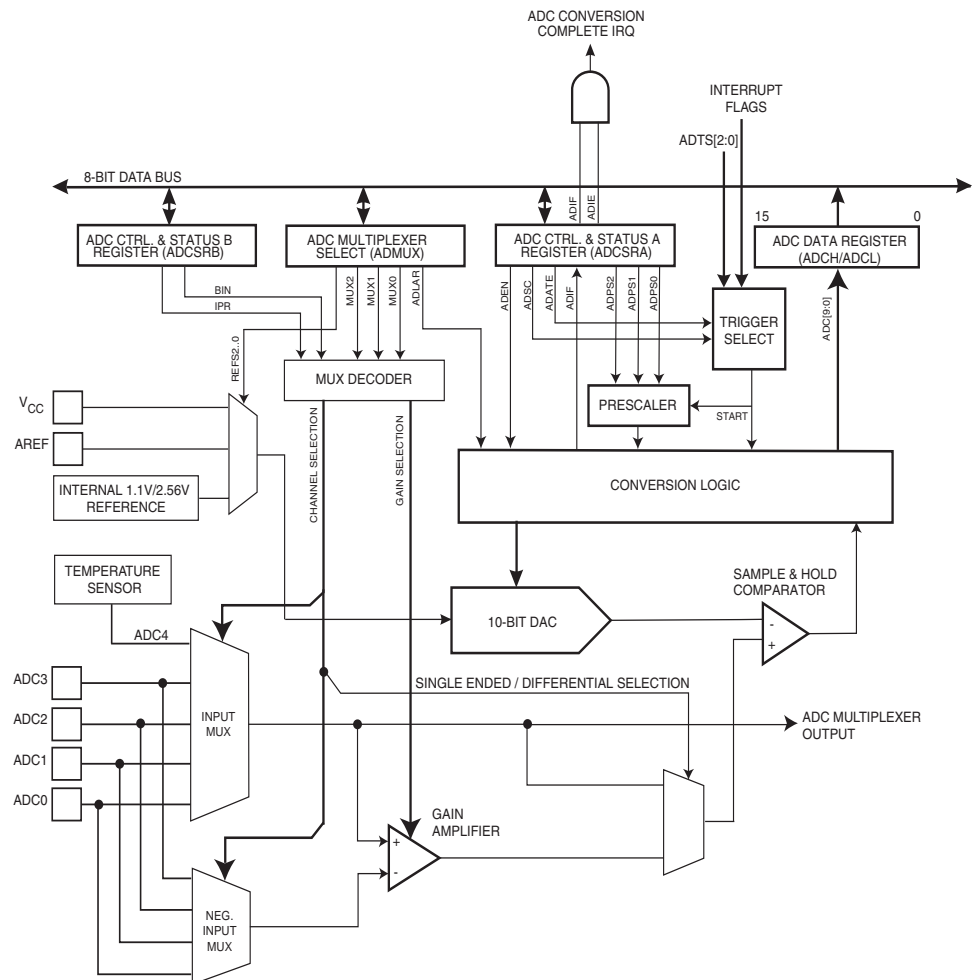 ADC CONVERSION
COMPLETE IRQ
INTERRUPT
FLAGS
ADTS[2:0]
8-BIT DATA BUS
ADIF
ADIE
15
0
ADC CTRL. & STATUS B
REGISTER (ADCSRB)
ADC MULTIPLEXER
SELECT (ADMUX)
ADC CTRL. & STATUS A
REGISTER (ADCSRA)
ADC DATA REGISTER
(ADCH/ADCL)
BIN
IPR
REFS2..0
MUX2
MUX1
MUX0
ADLAR
ADEN
ADSC
ADATE
ADIF
ADPS2
ADPS1
ADPS0
TRIGGER
SELECT
ADC[9:0]
MUX DECODER
PRESCALER
START
VCC
AREF
INTERNAL 1.1V/2.56V
REFERENCE
CHANNEL SELECTION
GAIN SELECTION
CONVERSION LOGIC
TEMPERATURE
SENSOR
ADC4
10-BIT DAC
SAMPLE & HOLD
COMPARATOR
-
+
ADC3
ADC2
ADC1
ADC0
INPUT
MUX
SINGLE ENDED / DIFFERENTIAL SELECTION
ADC MULTIPLEXER
OUTPUT
GAIN
AMPLIFIER
+
-
NEG.
INPUT
MUX